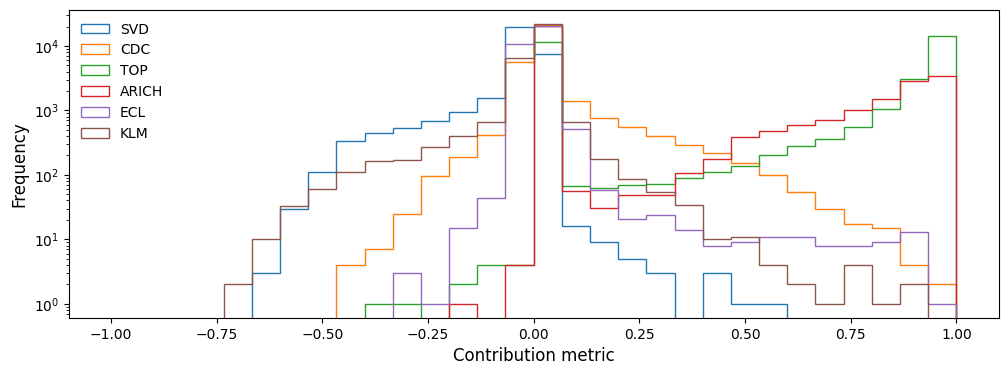 SVD
CDC
TOP
ARICH
ECL
KLM
Frequency
10⁴
10³
10²
10¹
10⁰
−1.00 −0.75 −0.50 −0.25 0.00 0.25 0.50 0.75 1.00
Contribution metric